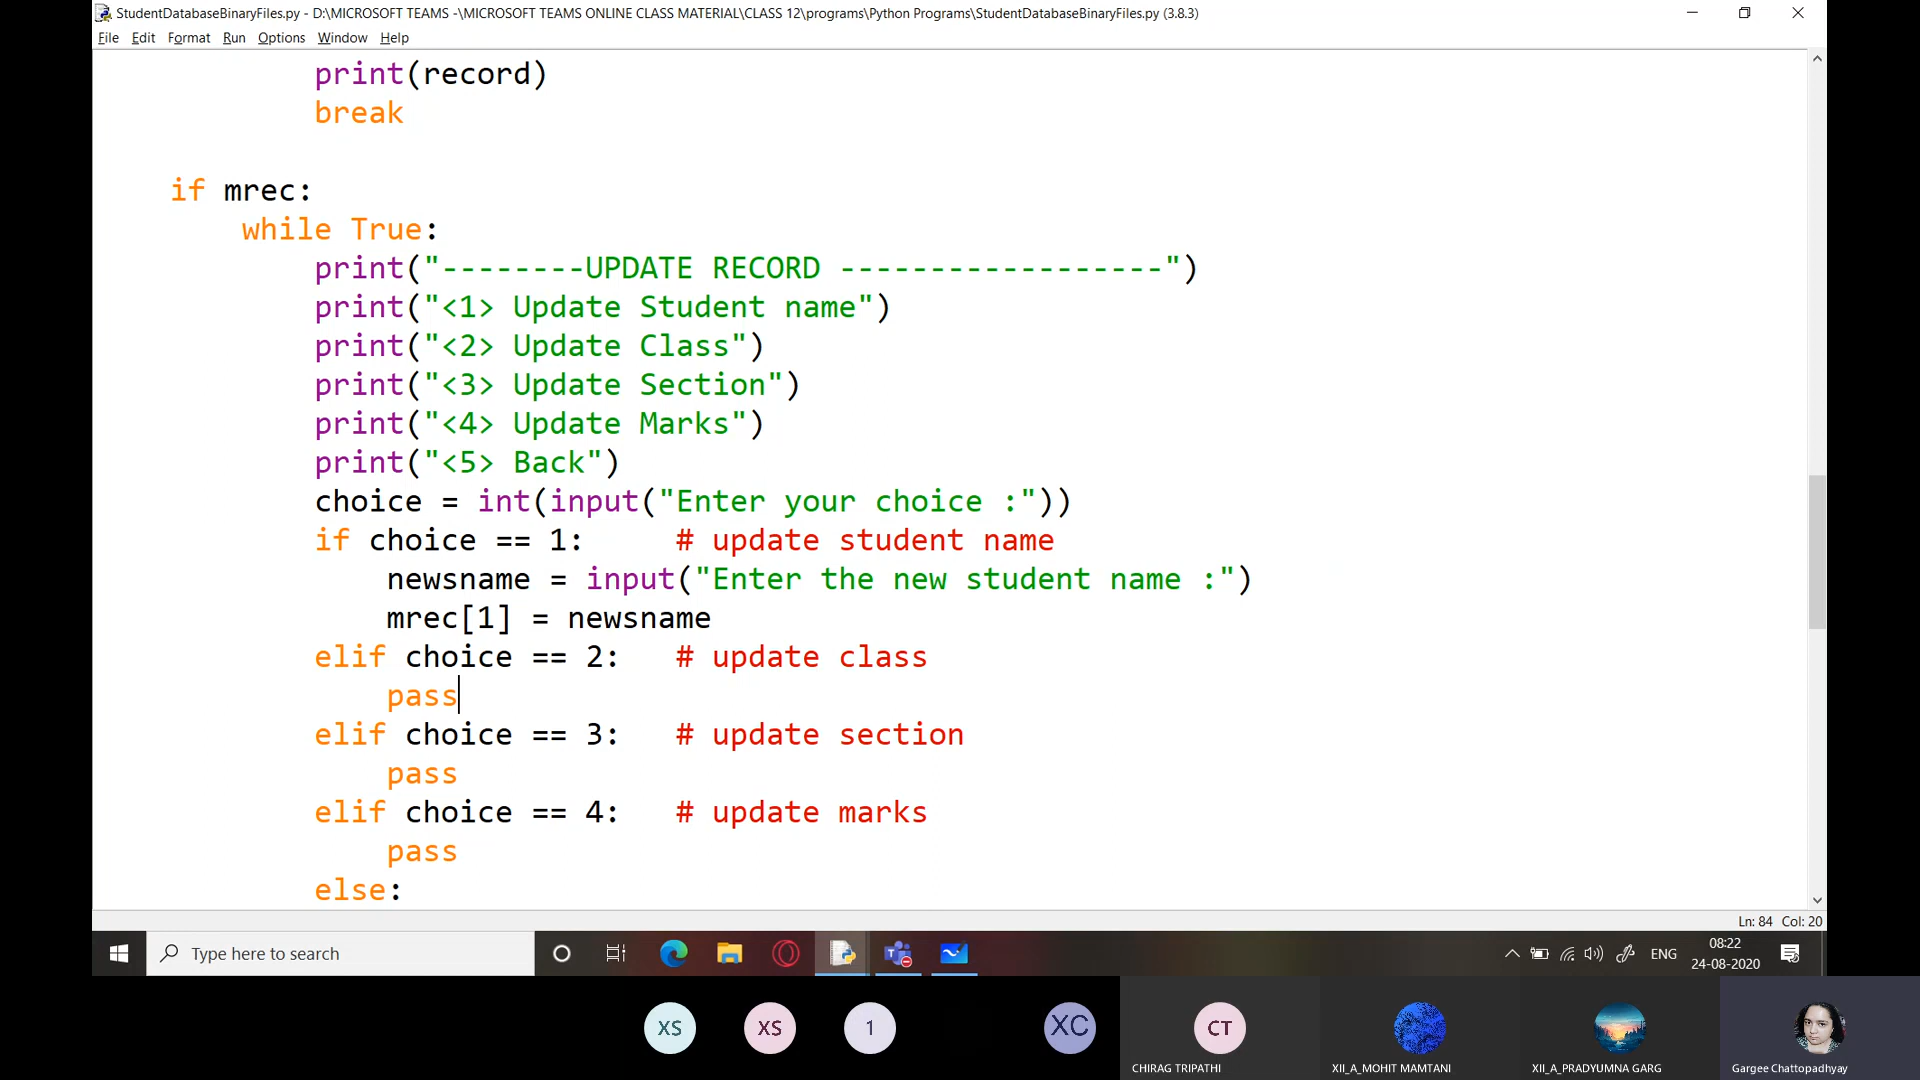 StudentDatabaseBinaryFiles.py - D:\MICROSOFT TEAMS -\MICROSOFT TEAMS ONLINE CLASS MATERIAL\CLASS 12\programs\Python Programs\StudentDatabaseBinaryFiles.py (3.8.3)
File Edit Format Run Options Window Help
print(record)
break
if mrec:
while True:
print("--------UPDATE RECORD ------------------")
print("<1> Update Student name")
print("<2> Update Class")
print("<3> Update Section")
print("<4> Update Marks")
print("<5> Back")
choice = int(input("Enter your choice :"))
if choice == 1: # update student name
newsname = input("Enter the new student name :")
mrec[1] = newsname
elif choice == 2: # update class
pass
elif choice == 3: # update section
pass
elif choice == 4: # update marks
pass
else:
Ln: 84 Col: 20
Type here to search
ENG
08:22
24-08-2020
XS
XS
1
XC
CT
CHIRAG TRIPATHI
XII_A_MOHIT MAMTANI
XII_A_PRADYUMNA GARG
Gargee Chattopadhyay